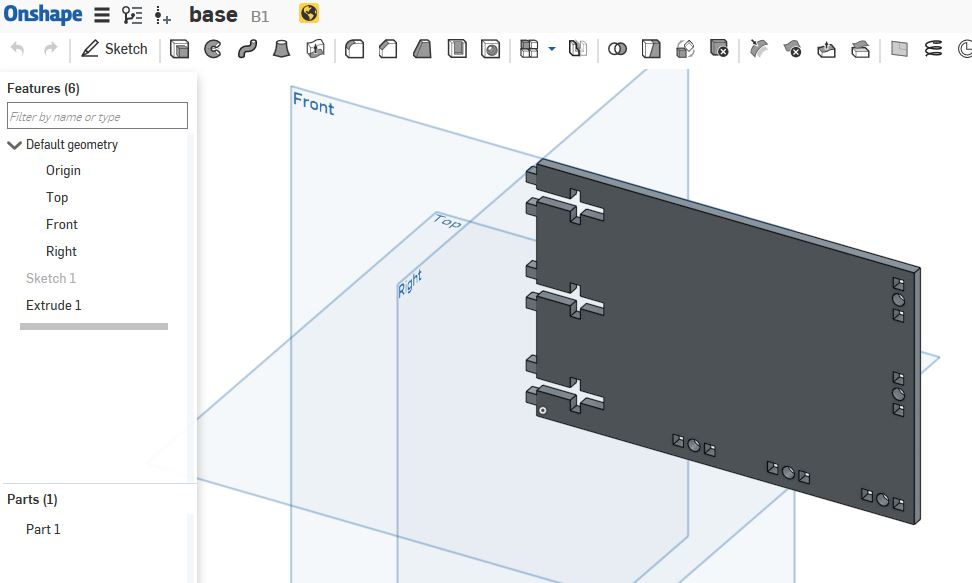 Onshape base B1
Sketch
Features (6)
Filter by name or type
Default geometry
Origin
Top
Front
Right
Sketch 1
Extrude 1
Parts (1)
Part 1
Front
Top
Right